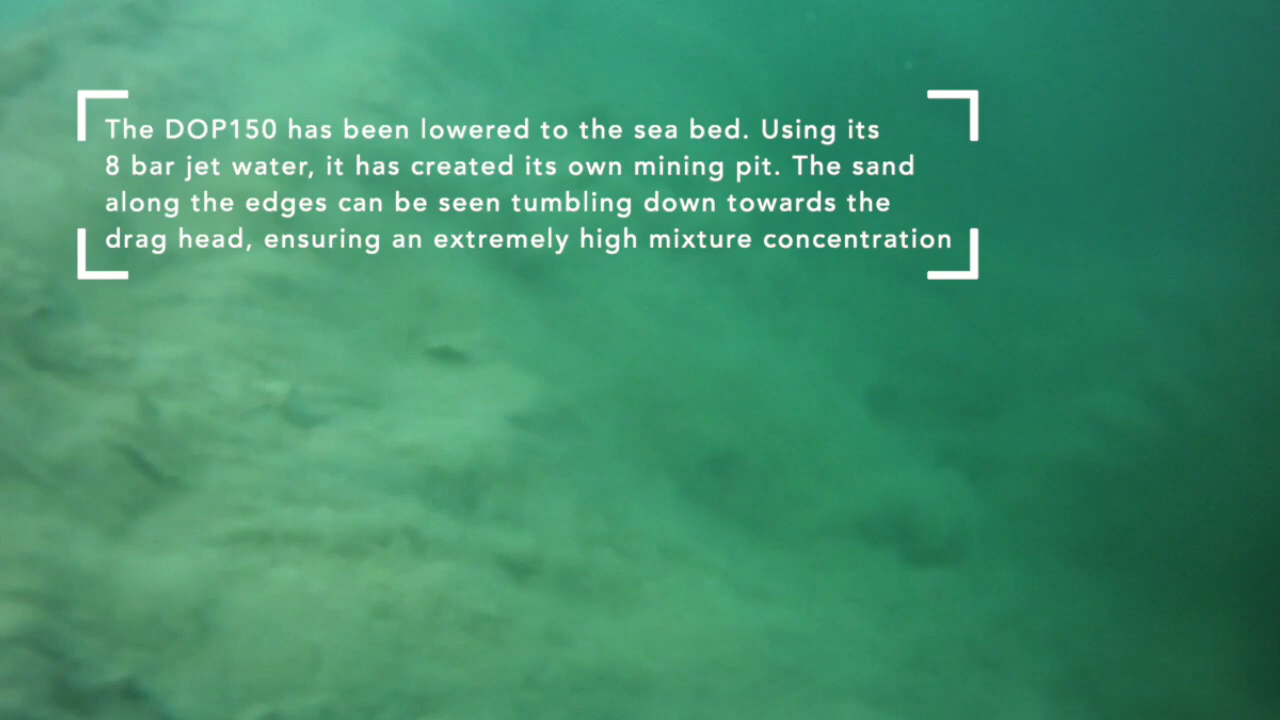 The DOP150 has been lowered to the sea bed. Using its
8 bar jet water, it has created its own mining pit. The sand
along the edges can be seen tumbling down towards the
drag head, ensuring an extremely high mixture concentration